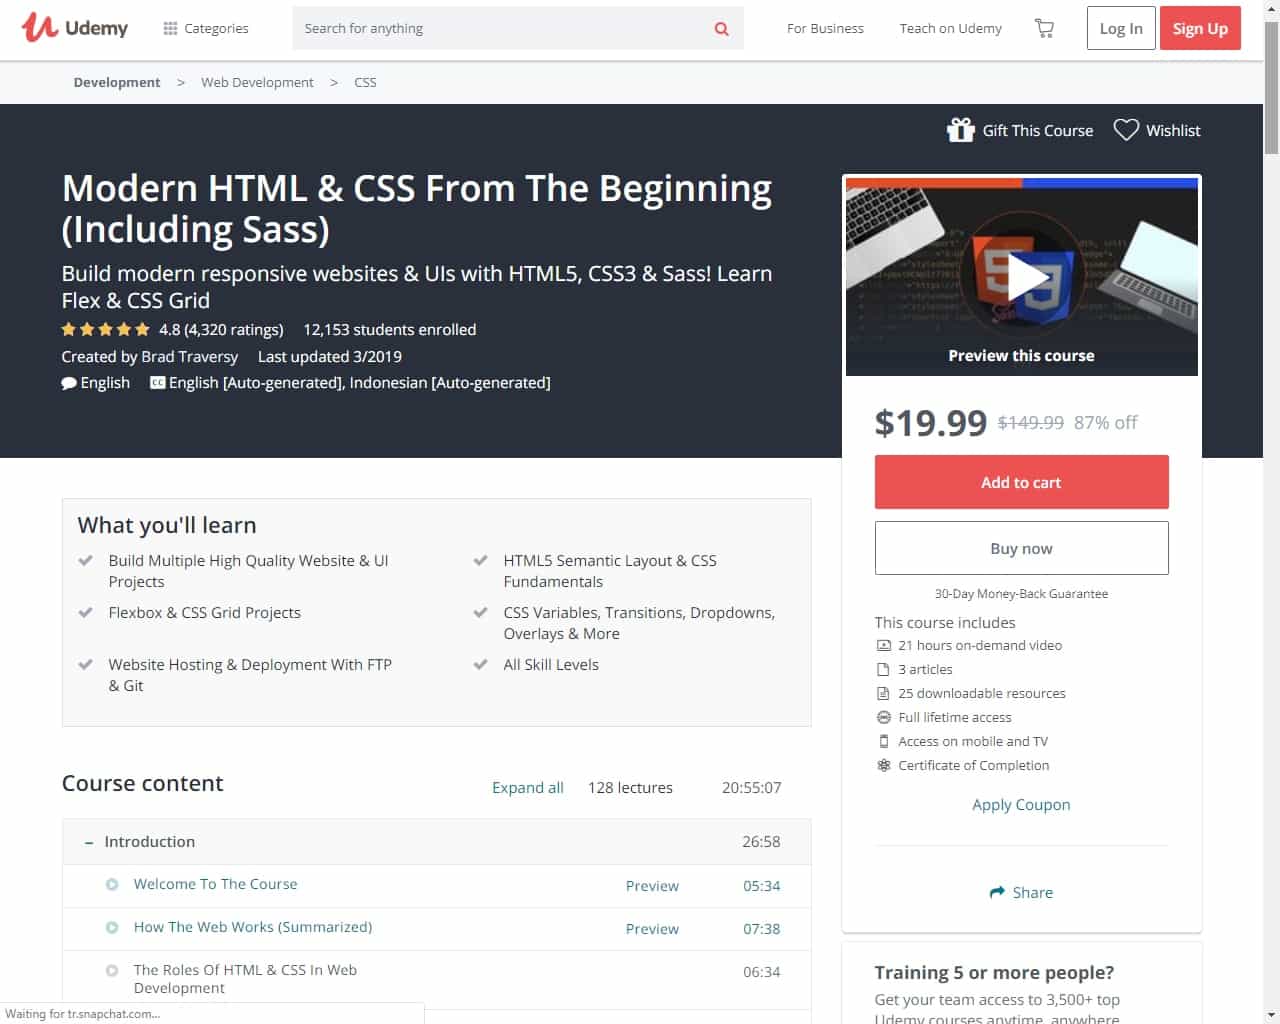 Udemy
Categories
Search for anything
For Business
Teach on Udemy
Log In
Sign Up
Development > Web Development > CSS
Gift This Course
Wishlist
Modern HTML & CSS From The Beginning
(Including Sass)
Build modern responsive websites & UIs with HTML5, CSS3 & Sass! Learn
Flex & CSS Grid
4.8 (4,320 ratings) 12,153 students enrolled
Created by Brad Traversy Last updated 3/2019
English CC English [Auto-generated], Indonesian [Auto-generated]
Preview this course
$19.99 $149.99 87% off
Add to cart
Buy now
30-Day Money-Back Guarantee
This course includes
21 hours on-demand video
3 articles
25 downloadable resources
Full lifetime access
Access on mobile and TV
Certificate of Completion
Apply Coupon
Share
Training 5 or more people?
Get your team access to 3,500+ top
Udemy courses anytime, anywhere
What you'll learn
Build Multiple High Quality Website & UI
Projects
HTML5 Semantic Layout & CSS
Fundamentals
Flexbox & CSS Grid Projects
CSS Variables, Transitions, Dropdowns,
Overlays & More
Website Hosting & Deployment With FTP
& Git
All Skill Levels
Course content
Expand all 128 lectures 20:55:07
– Introduction 26:58
Welcome To The Course Preview 05:34
How The Web Works (Summarized) Preview 07:38
The Roles Of HTML & CSS In Web 06:34
Development
Waiting for tr.snapchat.com...